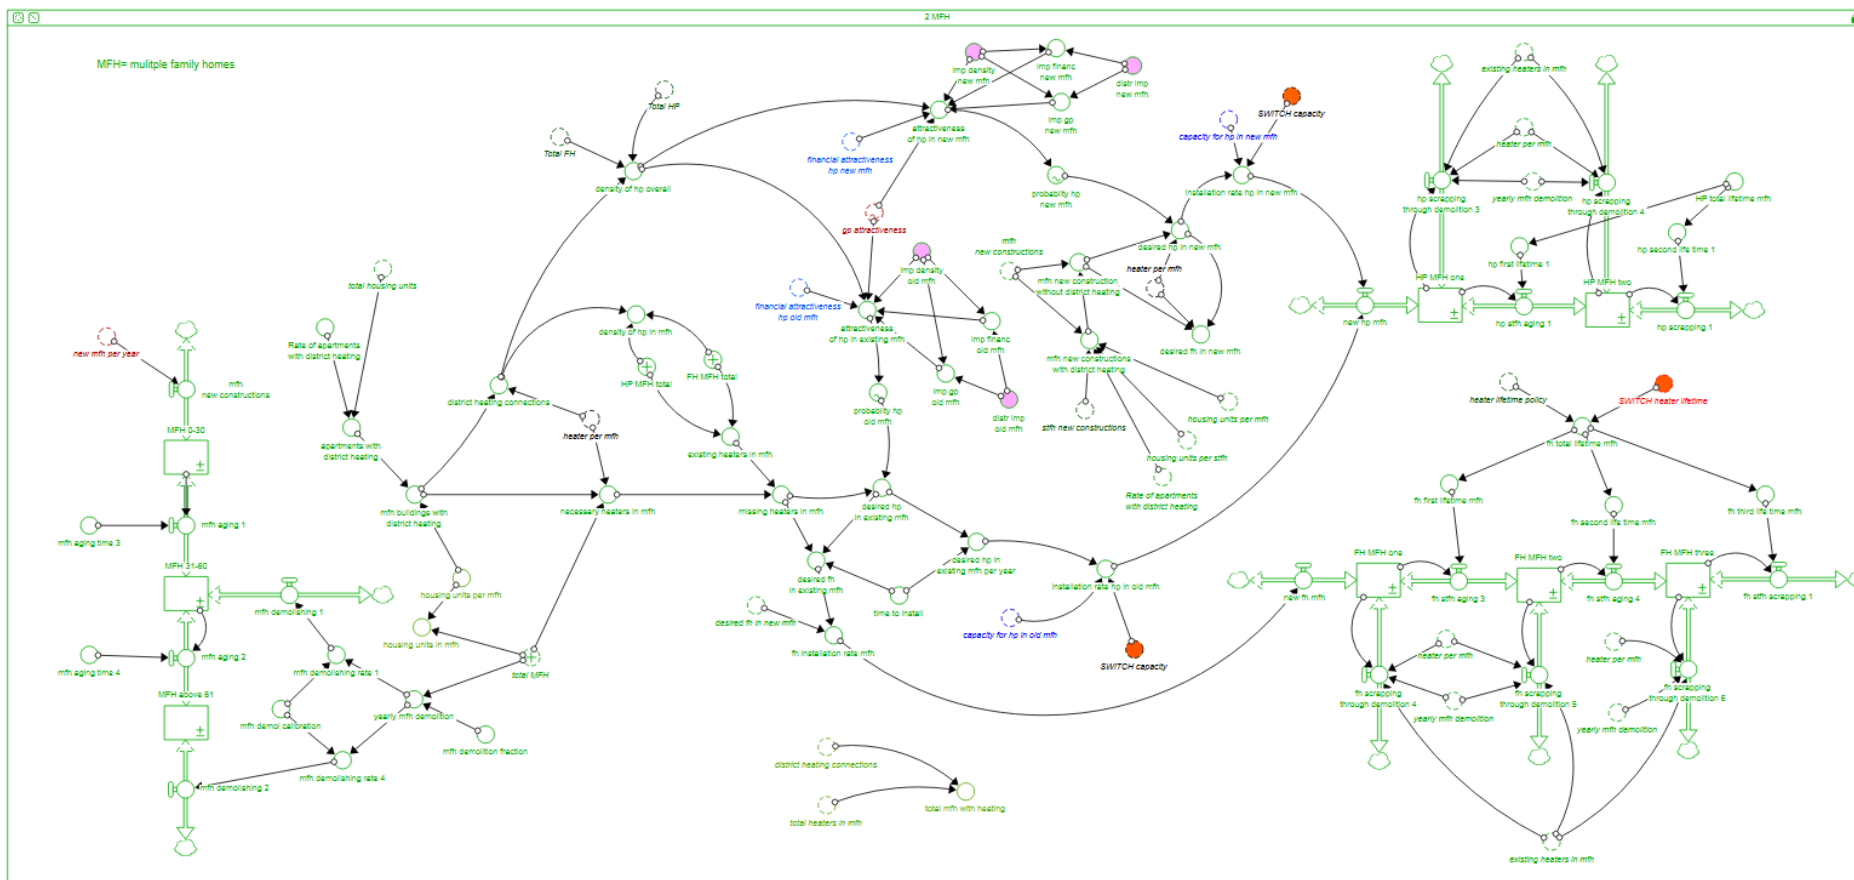 2 MFH
MFH= mulitple family homes
imp density
new mfh
imp financ
new mfh
distr imp
new mfh
imp gp
new mfh
existing heaters in mfh
Total HP
SWITCH capacity
attractiveness
of hp in new mfh
capacity for hp in new mfh
Total FH
financial attractiveness
hp new mfh
heater per mfh
density of hp overall
probablity hp
new mfh
installation rate hp in new mfh
hp scrapping
through demolition 3
yearly mfh demolition
hp scrapping
through demolition 4
HP total lifetime mfh
gp attractiveness
mfh
new constructions
desired hp in new mfh
hp first lifetime 1
hp second life time 1
imp density
old mfh
heater per mfh
mfh new construction
without district heating
HP MFH one
HP MFH two
total housing units
financial attractiveness
hp old mfh
attractiveness
of hp in existing mfh
imp financ
old mfh
new hp mfh
hp stfh aging 1
hp scrapping 1
new mfh per year
Rate of apartments
with district heating
density of hp in mfh
desired fh in new mfh
mfh new constructions
with district heating
HP MFH total
FH MFH total
imp gp
old mfh
mfh
new constructions
district heating connections
probablity hp
old mfh
distr imp
old mfh
housing units per mfh
heater lifetime policy
SWITCH heater lifetime
stfh new constructions
MFH 0-30
apartments with
district heating
heater per mfh
existing heaters in mfh
housing units per stfh
fh total lifetime mfh
Rate of apartments
with district heating
fh first lifetime mfh
fh second life time mfh
fh third life time mfh
mfh buildings with
district heating
necessary heaters in mfh
missing heaters in mfh
desired hp
in existing mfh
mfh aging time 3
mfh aging 1
desired hp in
existing mfh per year
desired fh
in existing mfh
installation rate hp in old mfh
FH MFH one
FH MFH two
FH MFH three
MFH 31-60
housing units per mfh
time to install
new fh mfh
fh stfh aging 3
fh stfh aging 4
fh stfh scrapping 1
mfh demolishing 1
desired fh in new mfh
capacity for hp in old mfh
housing units in mfh
fh installation rate mfh
SWITCH capacity
mfh aging time 4
mfh aging 2
mfh demolishing rate 1
total MFH
heater per mfh
heater per mfh
MFH above 61
mfh demol calibration
yearly mfh demolition
fh scrapping
through demolition 4
yearly mfh demolition
fh scrapping
through demolition 5
fh scrapping
through demolition 6
yearly mfh demolition
mfh demolition fraction
mfh demolishing rate 4
mfh demolishing 2
district heating connections
total mfh with heating
total heaters in mfh
existing heaters in mfh